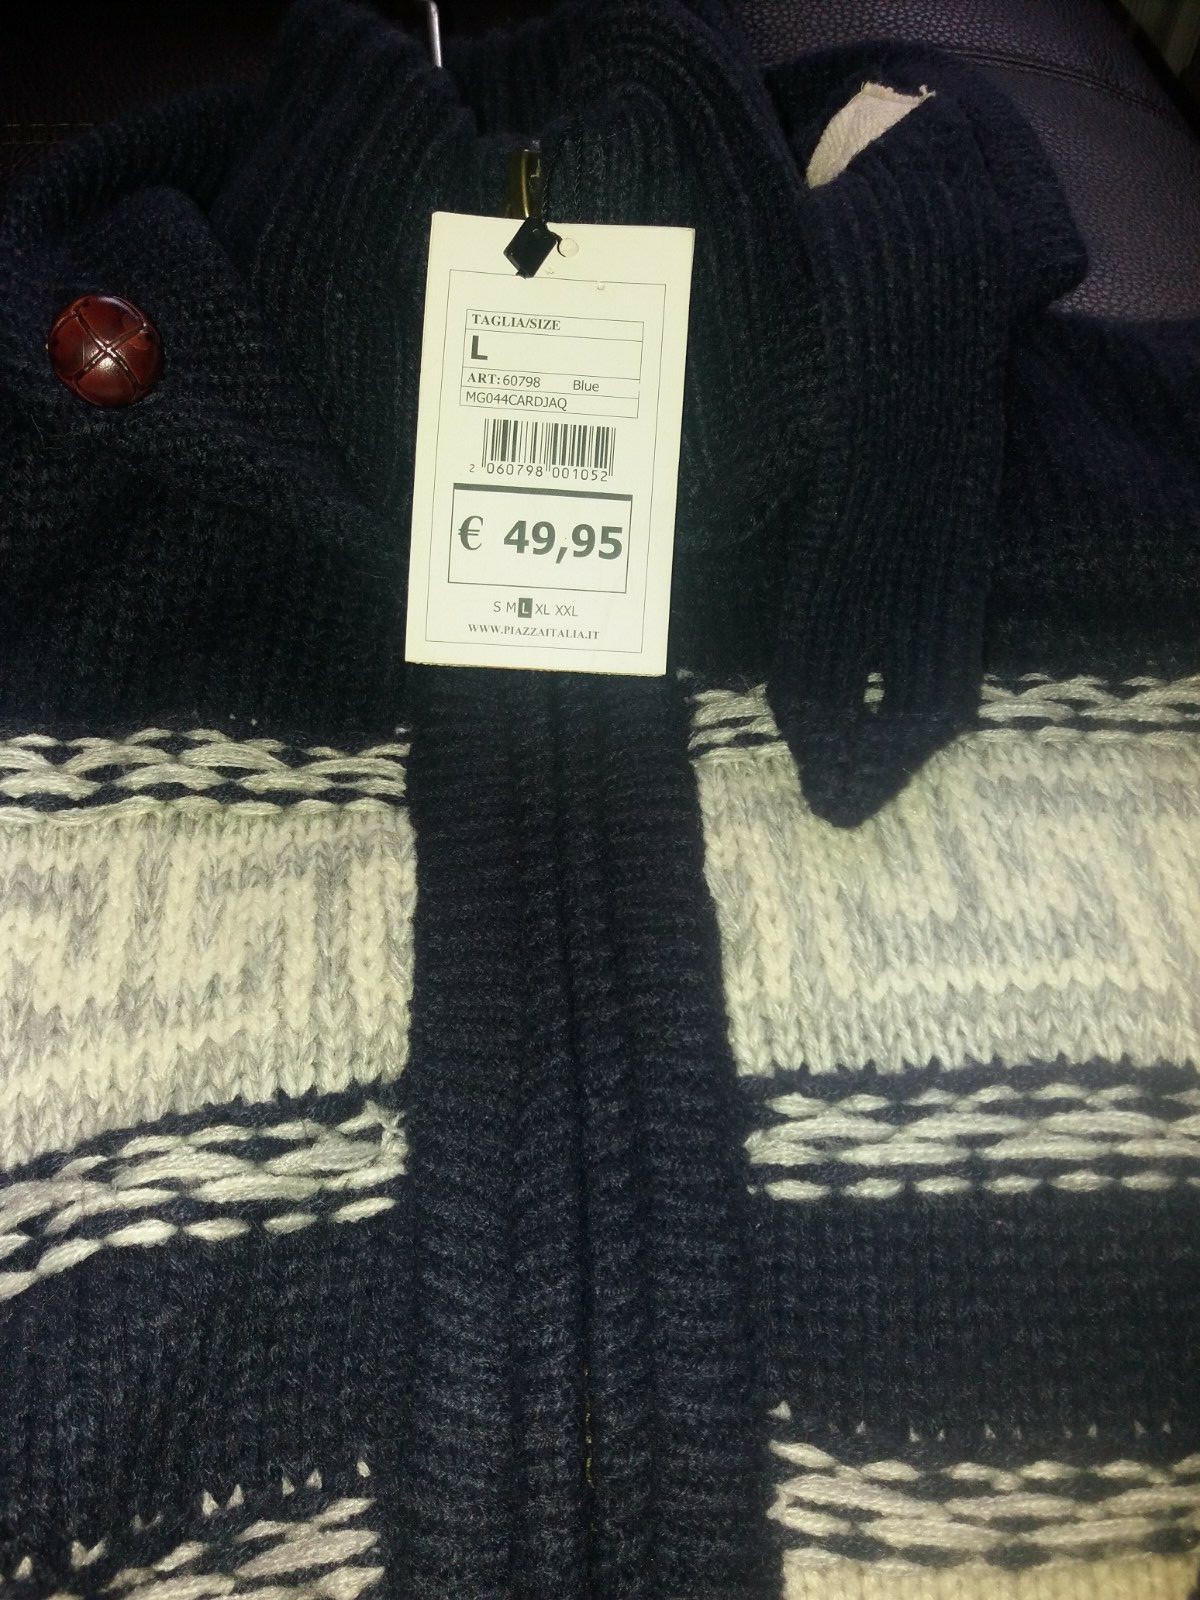 TAGLIA/SIZE
L
ART: 60798 Blue
MG044CARDJAQ
2 060798 001052
€ 49,95
S M L XL XXL
WWW.PIAZZAITALIA.IT